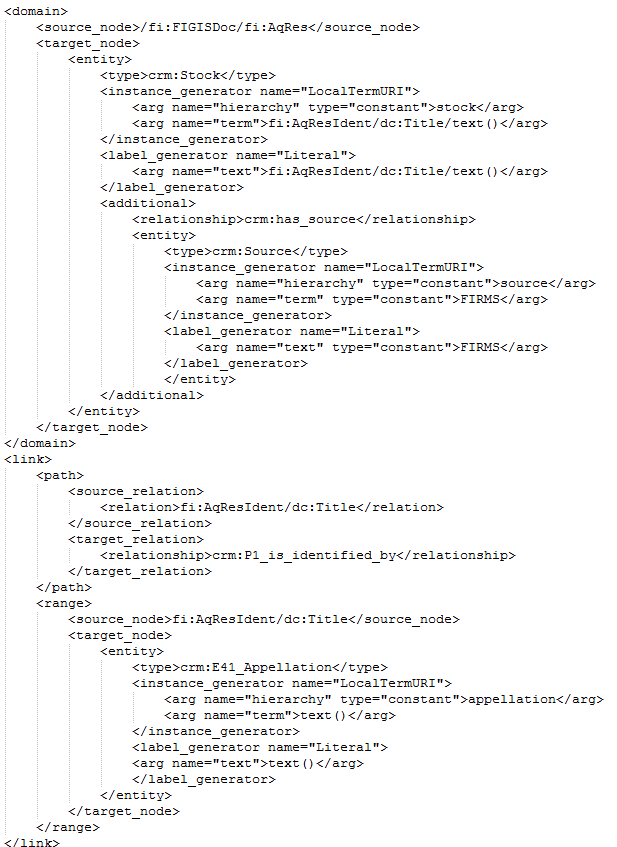 <domain>
    <source_node>/fi:FIGISDoc/fi:AqRes</source_node>
    <target_node>
        <entity>
            <type>crm:Stock</type>
            <instance_generator name="LocalTermURI">
                <arg name="hierarchy" type="constant">stock</arg>
                <arg name="term">fi:AqResIdent/dc:Title/text()</arg>
            </instance_generator>
            <label_generator name="Literal">
                <arg name="text">fi:AqResIdent/dc:Title/text()</arg>
            </label_generator>
            <additional>
                <relationship>crm:has_source</relationship>
                <entity>
                    <type>crm:Source</type>
                    <instance_generator name="LocalTermURI">
                        <arg name="hierarchy" type="constant">source</arg>
                        <arg name="term" type="constant">FIRMS</arg>
                    </instance_generator>
                    <label_generator name="Literal">
                        <arg name="text" type="constant">FIRMS</arg>
                    </label_generator>
                    </entity>
            </additional>
        </entity>
    </target_node>
</domain>
<link>
    <path>
        <source_relation>
            <relation>fi:AqResIdent/dc:Title</relation>
        </source_relation>
        <target_relation>
            <relationship>crm:P1_is_identified_by</relationship>
        </target_relation>
    </path>
    <range>
        <source_node>fi:AqResIdent/dc:Title</source_node>
        <target_node>
            <entity>
                <type>crm:E41_Appellation</type>
                <instance_generator name="LocalTermURI">
                    <arg name="hierarchy" type="constant">appellation</arg>
                    <arg name="term">text()</arg>
                </instance_generator>
                <label_generator name="Literal">
                <arg name="text">text()</arg>
                </label_generator>
            </entity>
        </target_node>
    </range>
</link>